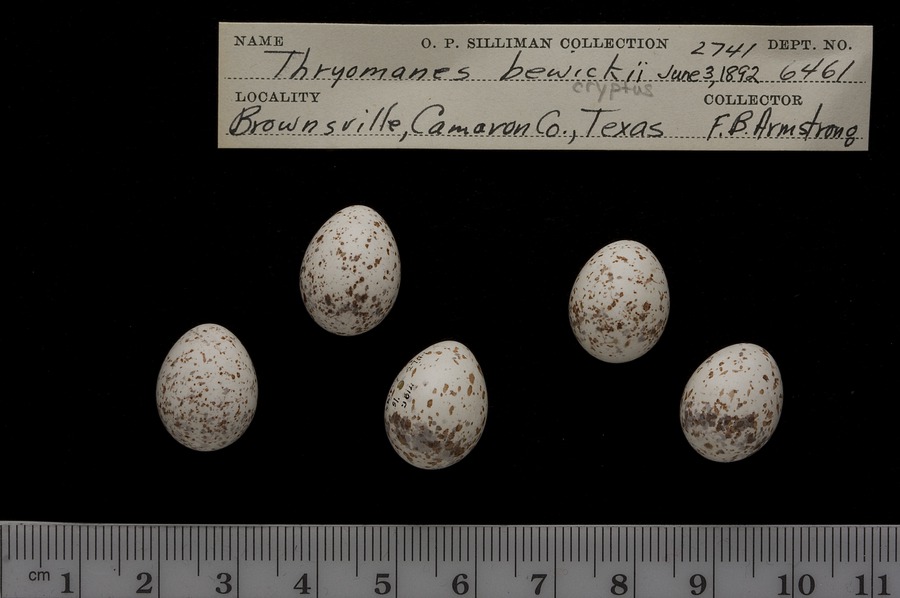 NAME O. P. SILLIMAN COLLECTION 2741 DEPT. NO.
Thryomanes bewickii June 3, 1892 6461
cryptus
LOCALITY COLLECTOR
Brownsville, Camaron Co., Texas F. B. Armstrong
cm 1 2 3 4 5 6 7 8 9 10 11